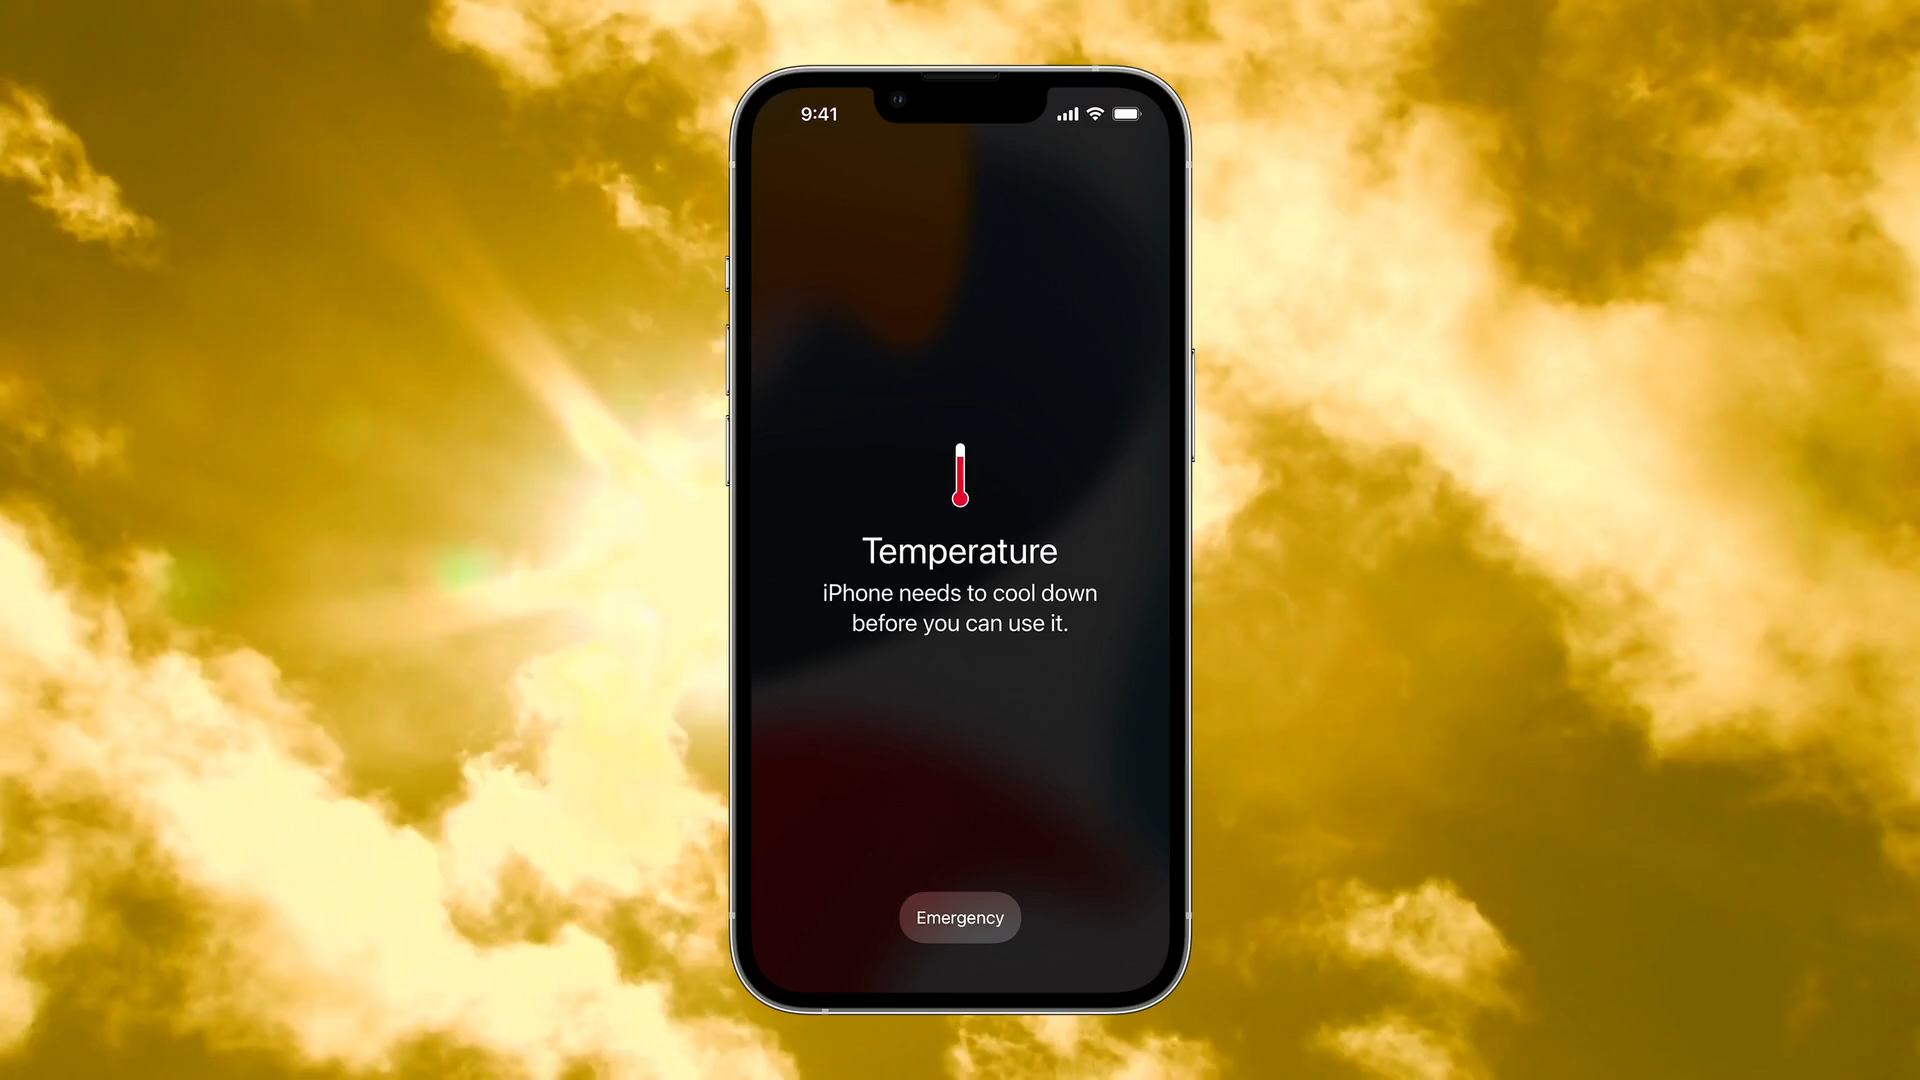 9:41
Temperature
iPhone needs to cool down
before you can use it.
Emergency